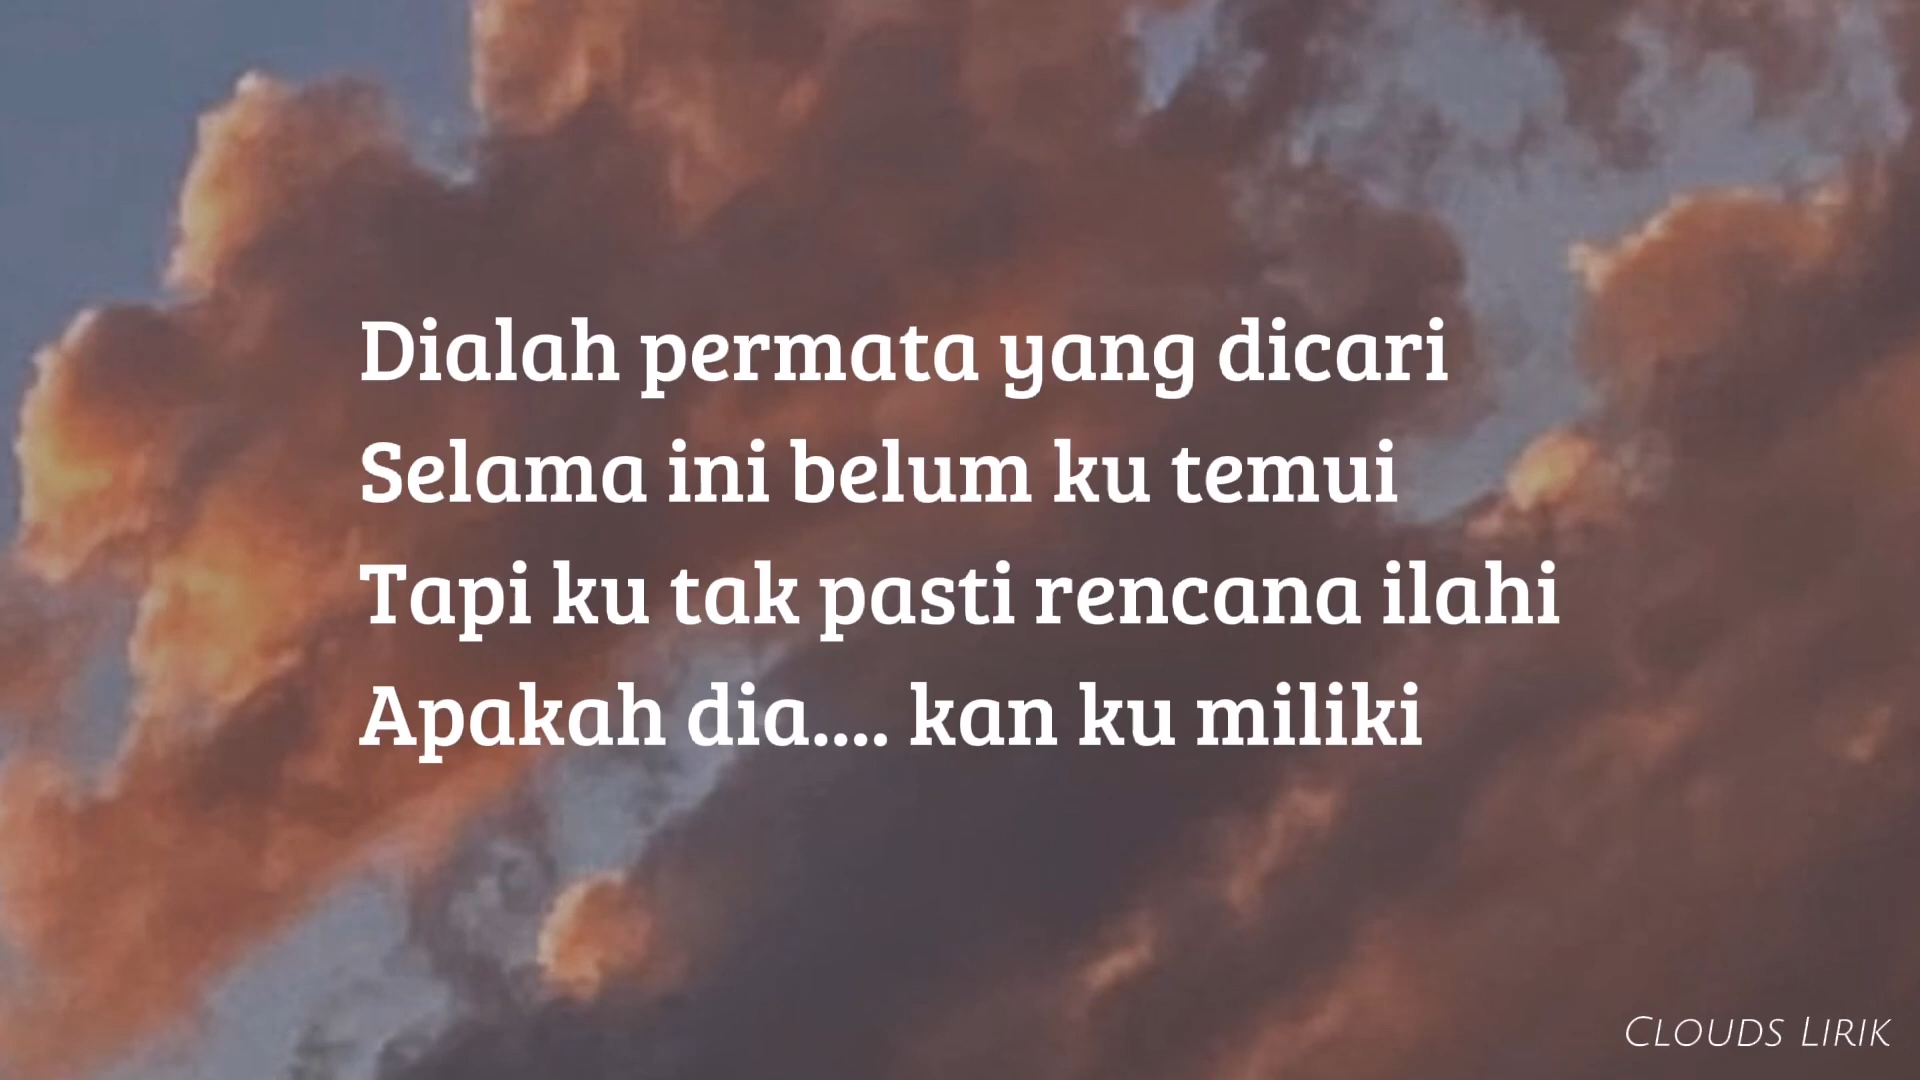 Dialah permata yang dicari
Selama ini belum ku temui
Tapi ku tak pasti rencana ilahi
Apakah dia.... kan ku miliki
CLOUDS LIRIK